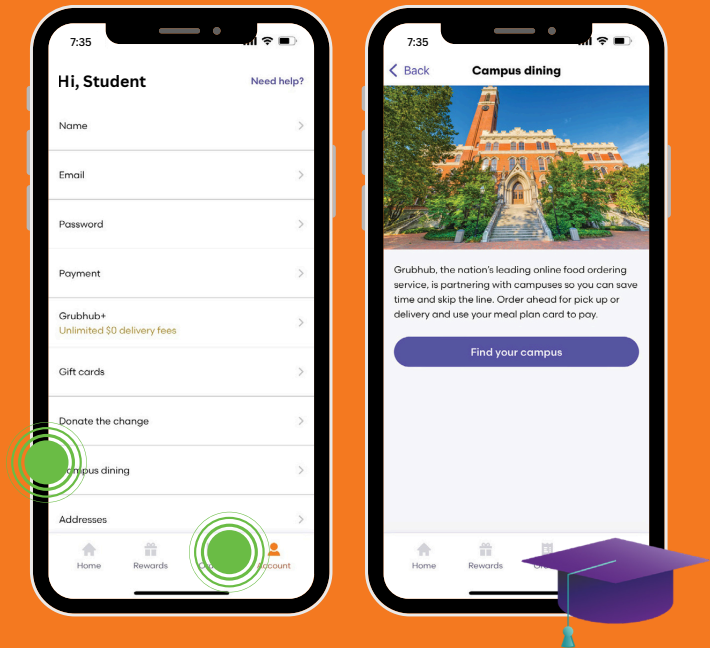 7:35
Hi, Student
Need help?
Name
Email
Password
Payment
Grubhub+
Unlimited $0 delivery fees
Gift cards
Donate the change
dining
Addresses
Home
Rewards
7:35
Back
Campus dining
Grubhub, the nation's leading online food ordering
service, is partnering with campuses so you can save
time and skip the line. Order ahead for pick up or
delivery and use your meal plan card to pay.
Find your campus
Home
Rewards